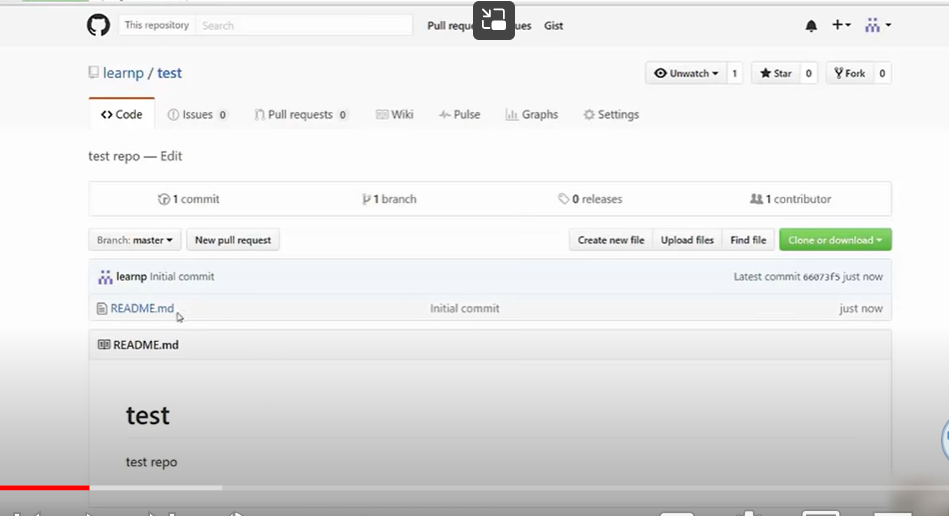 This repository Search Pull requ ues Gist
learnp / test Unwatch 1 Star 0 Fork 0
Code Issues 0 Pull requests 0 Wiki Pulse Graphs Settings
test repo — Edit
1 commit 1 branch 0 releases 1 contributor
Branch: master New pull request Create new file Upload files Find file Clone or download
learnp Initial commit Latest commit 66073f5 just now
README.md Initial commit just now
README.md
test
test repo